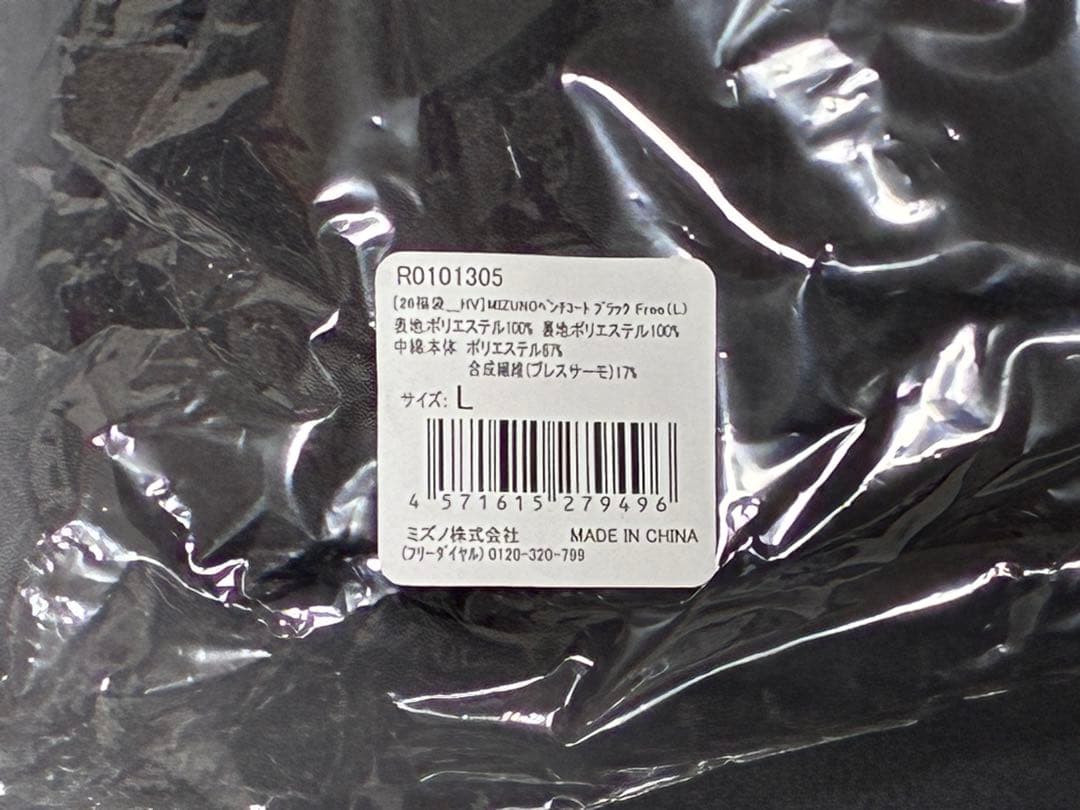 R0101305
[20福袋__HV]MIZUNOベンチコート ブラック Free(L)
表地ポリエステル100% 裏地ポリエステル100%
中綿本体 ポリエステル67%
合成繊維(ブレスサーモ)17%
サイズ: L
4 571615 279496
ミズノ株式会社 MADE IN CHINA
(フリーダイヤル) 0120-320-799